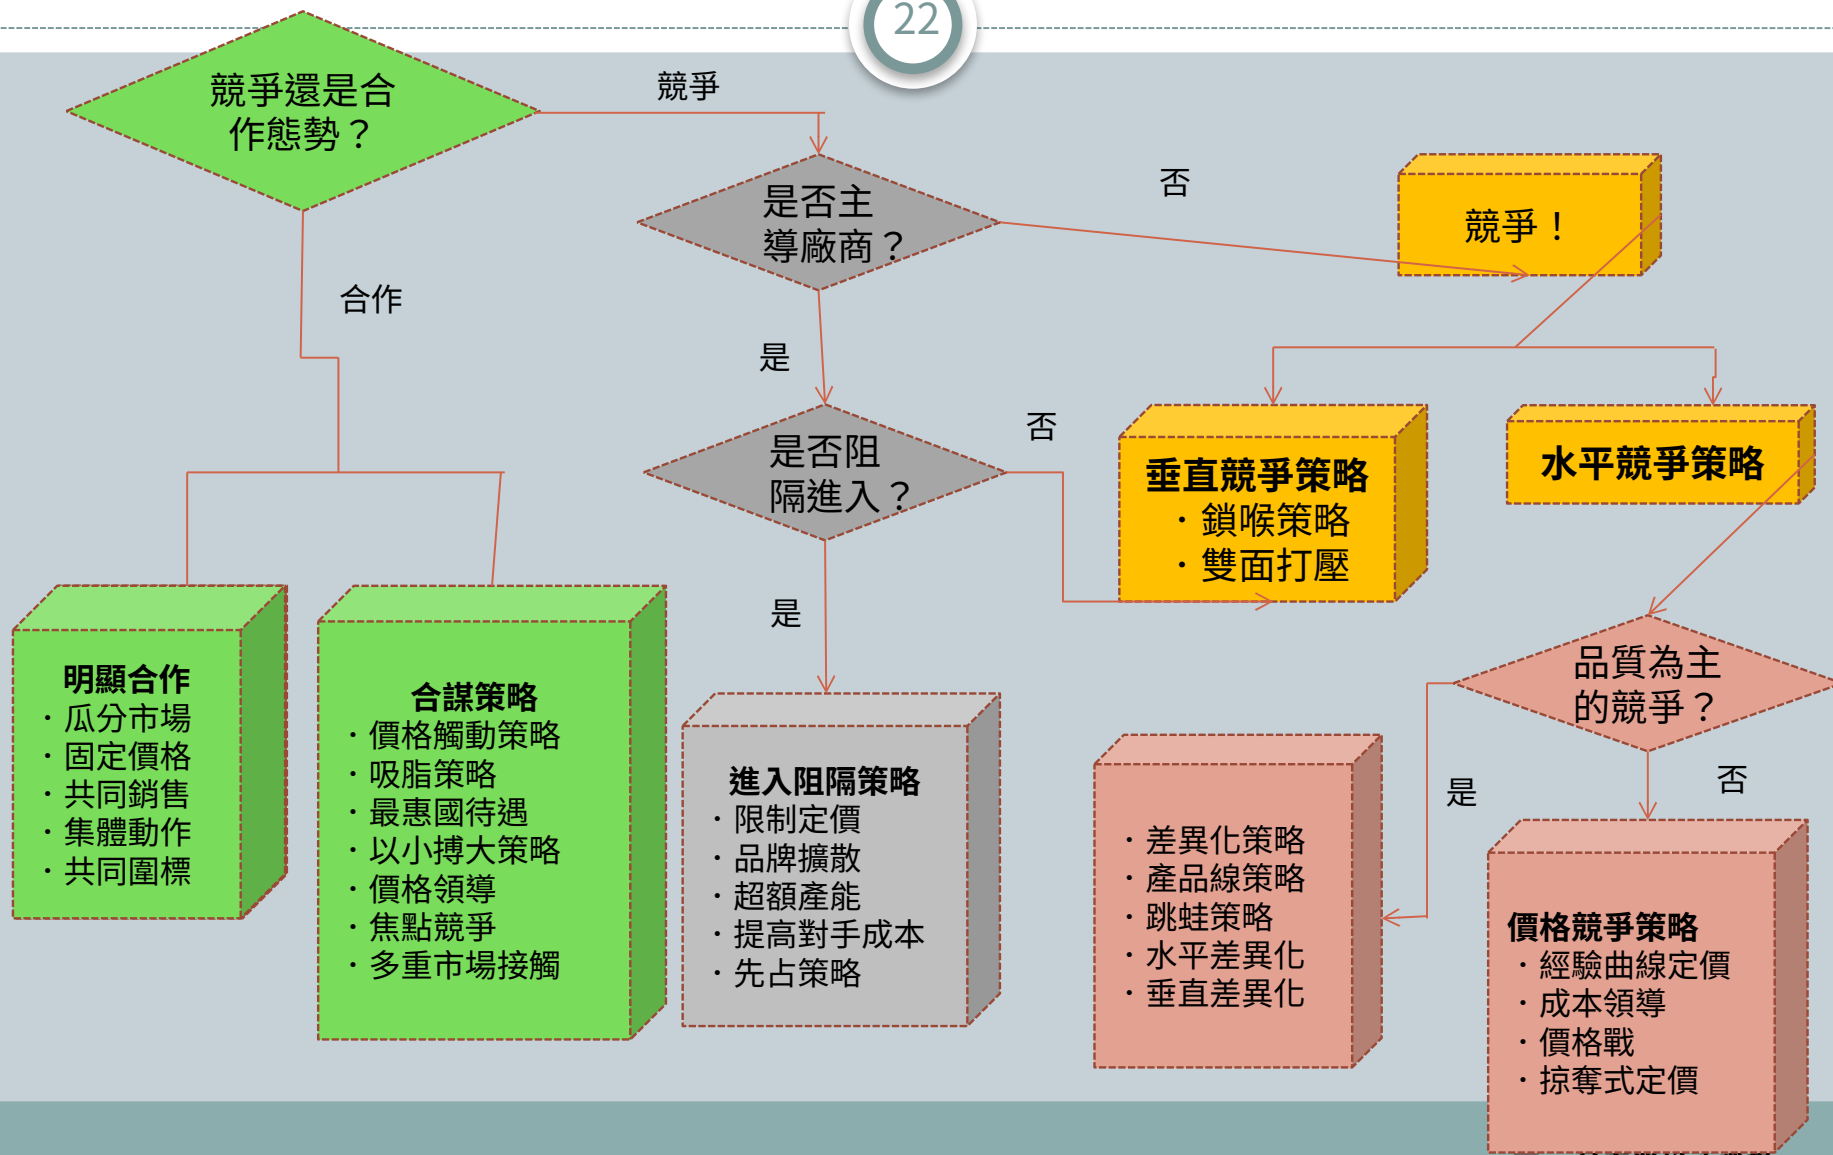 22
競爭還是合
作態勢？
競爭
是否主
導廠商？
否
競爭！
合作
是
是否阻
隔進入？
否
垂直競爭策略
・鎖喉策略
・雙面打壓
水平競爭策略
是
品質為主
的競爭？
是
否
明顯合作
・瓜分市場
・固定價格
・共同銷售
・集體動作
・共同圍標
合謀策略
・價格觸動策略
・吸脂策略
・最惠國待遇
・以小搏大策略
・價格領導
・焦點競爭
・多重市場接觸
進入阻隔策略
・限制定價
・品牌擴散
・超額產能
・提高對手成本
・先占策略
・差異化策略
・產品線策略
・跳蛙策略
・水平差異化
・垂直差異化
價格競爭策略
・經驗曲線定價
・成本領導
・價格戰
・掠奪式定價